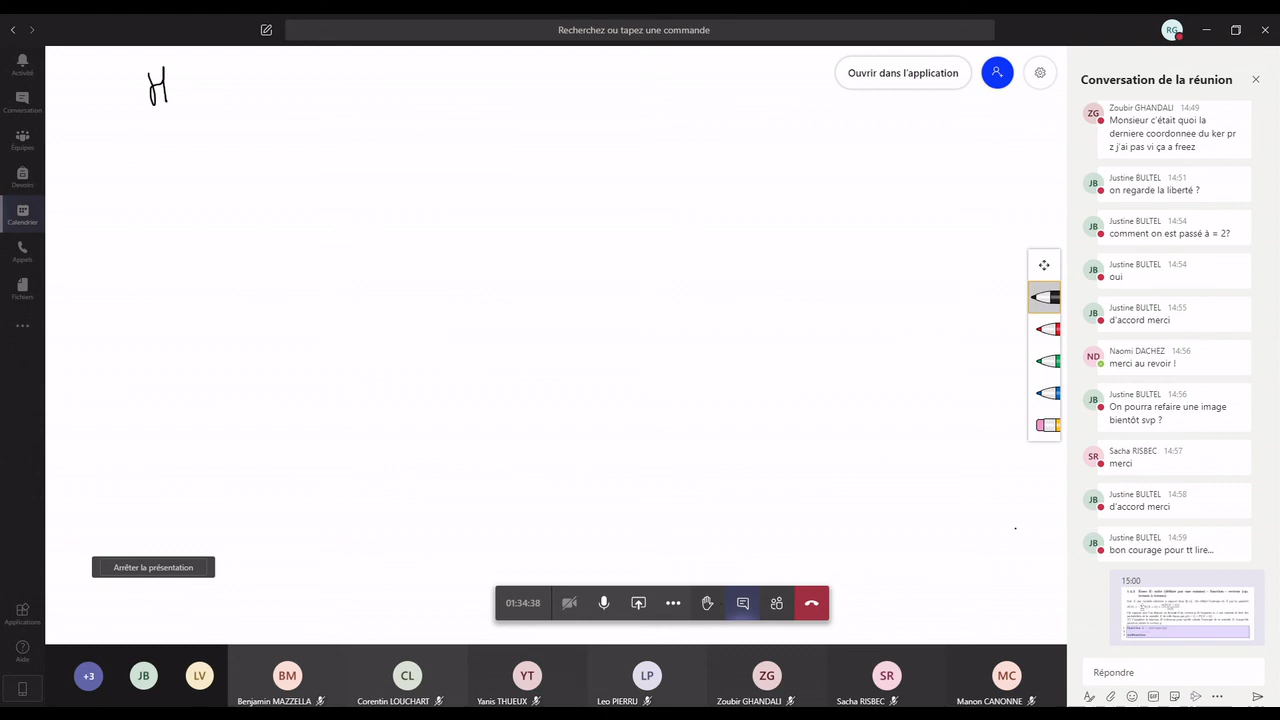 Recherchez ou tapez une commande
RG
Activité
Conversation
Équipes
Devoirs
Calendrier
Appels
Fichiers
Applications
Aide
H
Ouvrir dans l'application
Arrêter la présentation
01:34:38
+3
JB
LV
BM
Benjamin MAZZELLA
CL
Corentin LOUCHART
YT
Yanis THUEUX
LP
Leo PIERRU
ZG
Zoubir GHANDALI
SR
Sacha RISBEC
MC
Manon CANONNE
Conversation de la réunion
ZG
Zoubir GHANDALI 14:49
Monsieur c'était quoi la
derniere coordonnee du ker pr
z j'ai pas vi ça a freez
JB
Justine BULTEL 14:51
on regarde la liberté ?
JB
Justine BULTEL 14:54
comment on est passé à = 2?
JB
Justine BULTEL 14:54
oui
JB
Justine BULTEL 14:55
d'accord merci
ND
Naomi DACHEZ 14:56
merci au revoir !
JB
Justine BULTEL 14:56
On pourra refaire une image
bientôt svp ?
SR
Sacha RISBEC 14:57
merci
JB
Justine BULTEL 14:58
d'accord merci
JB
Justine BULTEL 14:59
bon courage pour tt lire...
15:00
Répondre
GIF